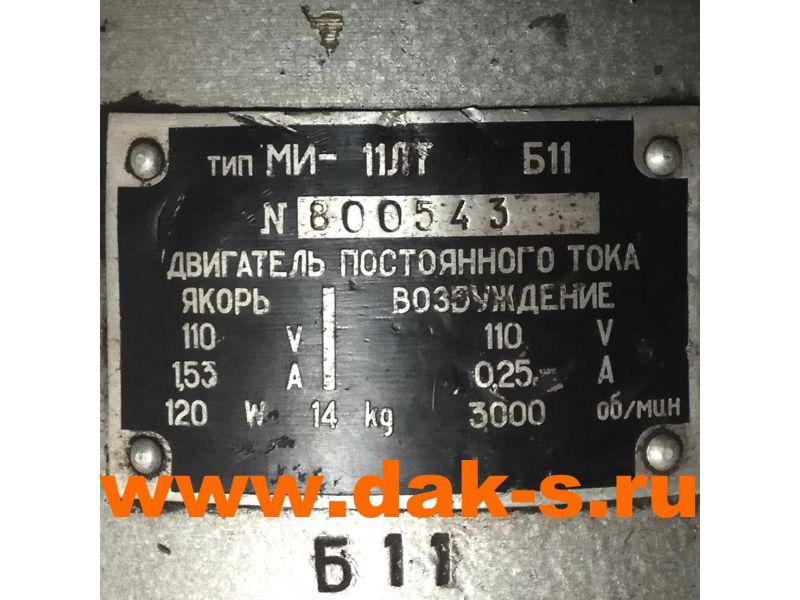 тип МИ- 11ЛТ Б11
N 800543
ДВИГАТЕЛЬ ПОСТОЯННОГО ТОКА
ЯКОРЬ ВОЗБУЖДЕНИЕ
110 V 110 V
1,53 A 0,25 A
120 W 14 kg 3000 об/мин
www.dak-s.ru
Б11